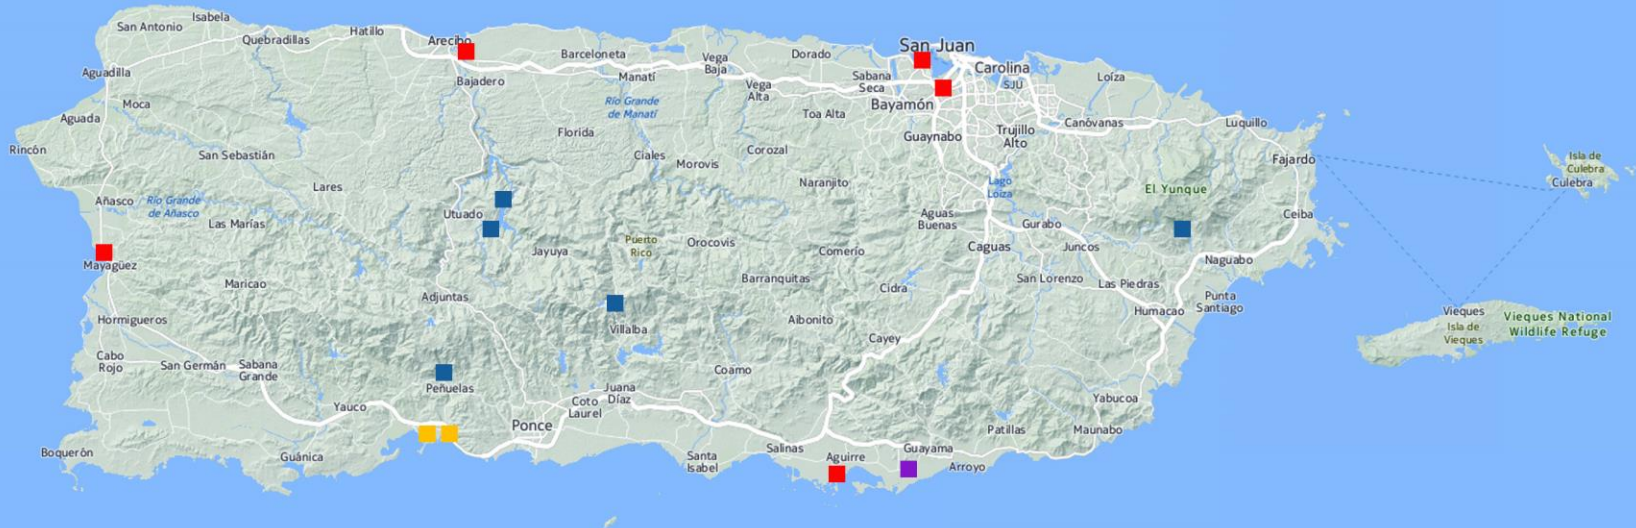 Isabela
San Antonio
Quebradillas
Hatillo
Arecibo
Barceloneta
Vega
Baja
Dorado
San Juan
Carolina
SJU
Loíza
Aguadilla
Bajadero
Manatí
Vega
Alta
Sabana
Seca
Bayamón
Moca
Río Grande
de Manatí
Toa Alta
Canóvanas
Luquillo
Aguada
Florida
Guaynabo
Trujillo
Alto
Rincón
San Sebastián
Ciales
Morovis
Corozal
Fajardo
Isla de
Culebra
Culebra
Lares
Naranjito
Lago
Loíza
El Yunque
Añasco
Río Grande
de Añasco
Las Marías
Utuado
Aguas
Buenas
Gurabo
Ceiba
Mayagüez
Jayuya
Puerto
Rico
Orocovis
Comerío
Caguas
Juncos
Naguabo
Maricao
Adjuntas
Barranquitas
Cidra
San Lorenzo
Las Piedras
Punta
Santiago
Hormigueros
Villalba
Aibonito
Humacao
Vieques
Isla de
Vieques
Vieques National
Wildlife Refuge
Cabo
Rojo
San Germán
Sabana
Grande
Peñuelas
Coamo
Cayey
Yauco
Coto
Laurel
Juana
Díaz
Yabucoa
Ponce
Boquerón
Guánica
Santa
Isabel
Salinas
Aguirre
Guayama
Arroyo
Patillas
Maunabo